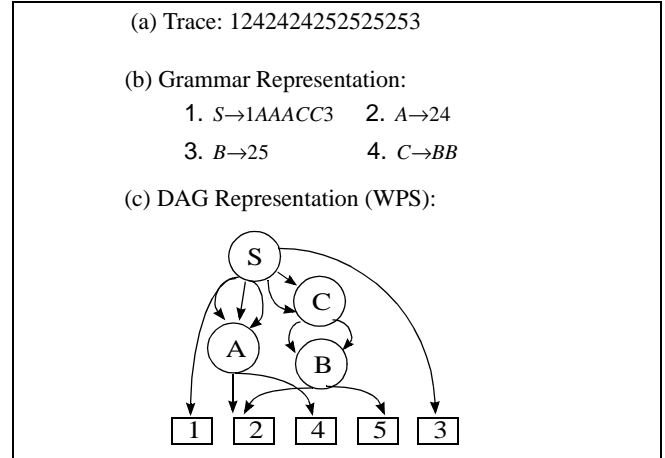 (a) Trace: 1242424252525253
(b) Grammar Representation:
1. S→1AAACC3 2. A→24
3. B→25 4. C→BB
(c) DAG Representation (WPS):
S
C
A
B
1 2 4 5 3